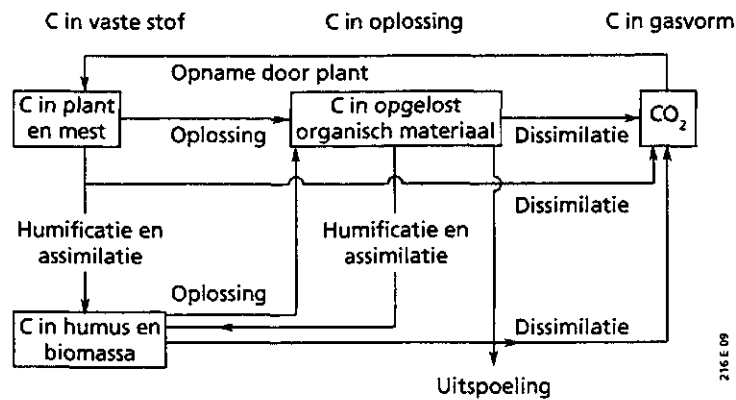 C in vaste stof
C in oplossing
C in gasvorm
Opname door plant
C in plant
en mest
Oplossing
C in opgelost
organisch materiaal
Dissimilatie
CO₂
Dissimilatie
Humificatie en
assimilatie
Humificatie en
assimilatie
Oplossing
C in humus en
biomassa
Dissimilatie
Uitspoeling
216 E 09